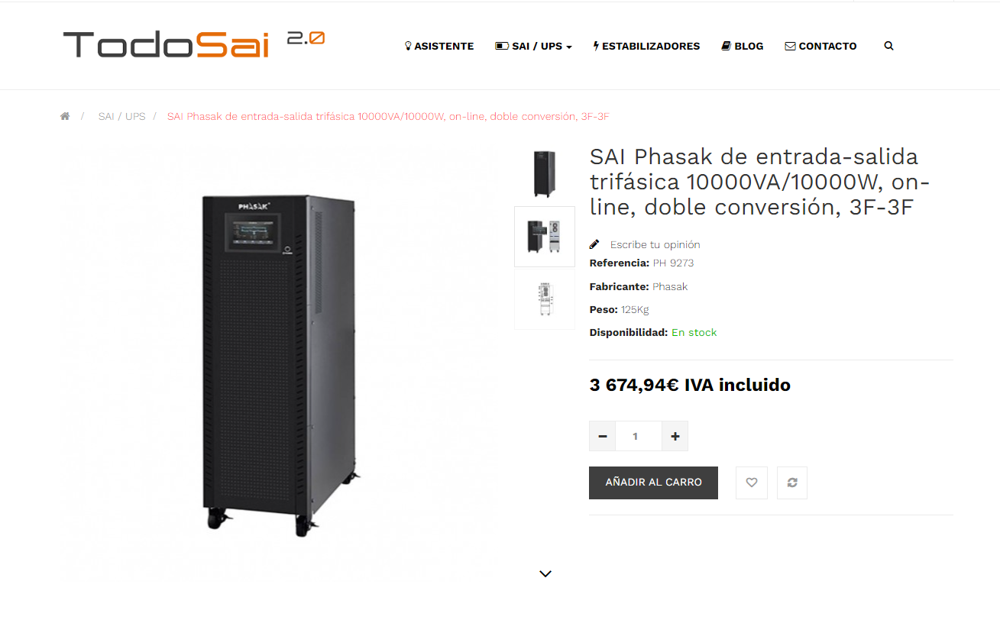 TodoSai 2.0
ASISTENTE SAI / UPS ESTABILIZADORES BLOG CONTACTO
/ SAI / UPS / SAI Phasak de entrada-salida trifásica 10000VA/10000W, on-line, doble conversión, 3F-3F
PHASAK
SAI Phasak de entrada-salida
trifásica 10000VA/10000W, on-
line, doble conversión, 3F-3F
Escribe tu opinión
Referencia: PH 9273
Fabricante: Phasak
Peso: 125Kg
Disponibilidad: En stock
3 674,94€ IVA incluido
− 1 +
AÑADIR AL CARRO